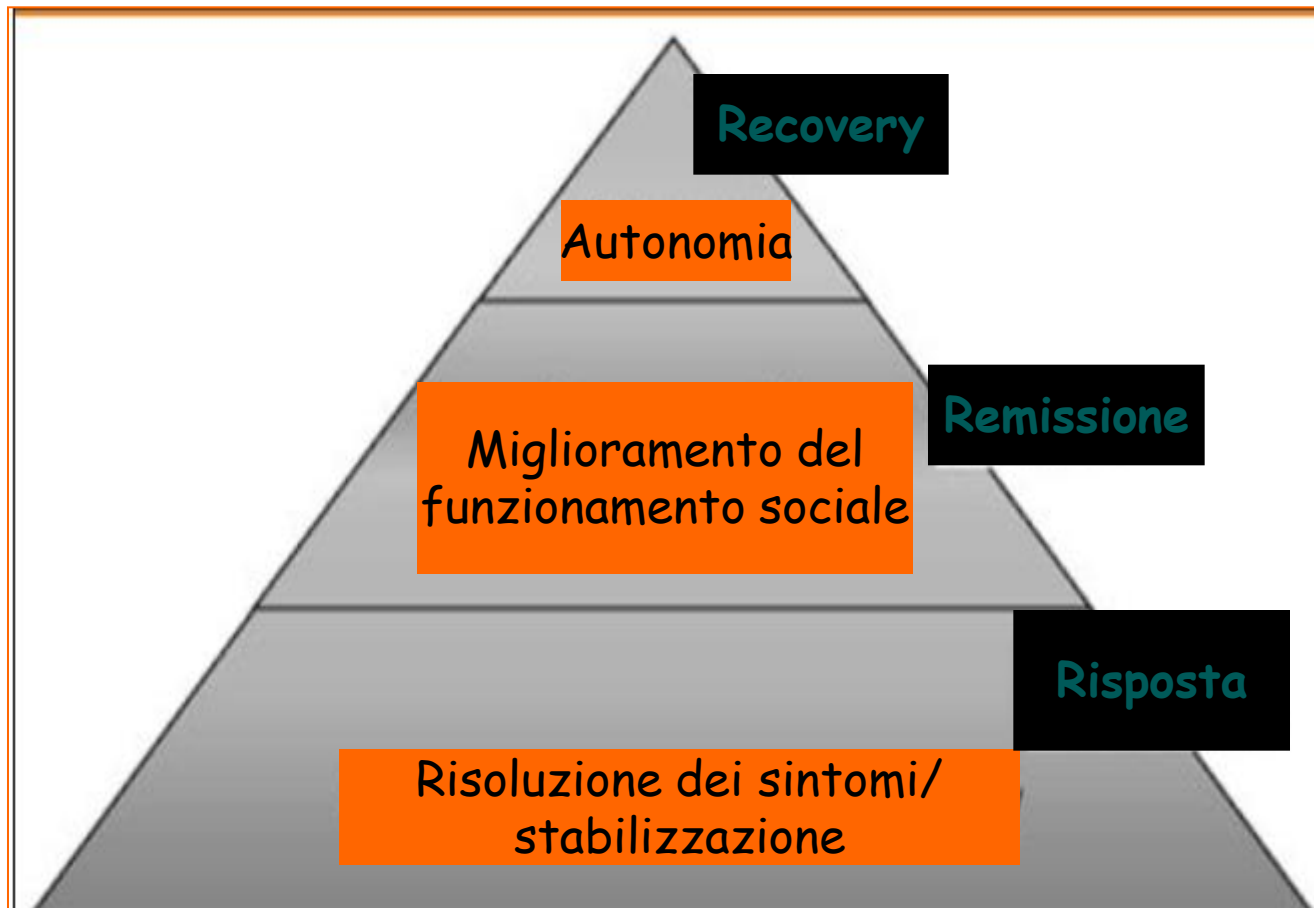 Recovery
Autonomia
Remissione
Miglioramento del
funzionamento sociale
Risposta
Risoluzione dei sintomi/
stabilizzazione